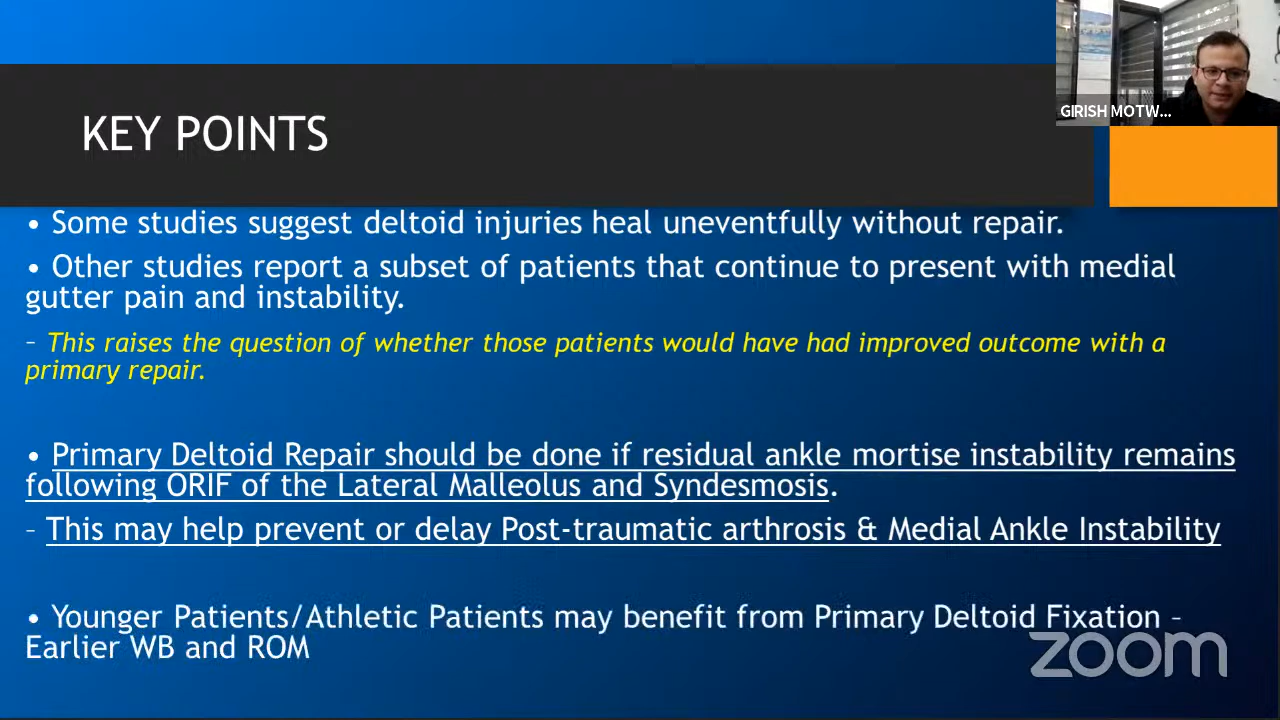 GIRISH MOTW...
KEY POINTS
• Some studies suggest deltoid injuries heal uneventfully without repair.
• Other studies report a subset of patients that continue to present with medial
gutter pain and instability.
– This raises the question of whether those patients would have had improved outcome with a
primary repair.
• Primary Deltoid Repair should be done if residual ankle mortise instability remains
following ORIF of the Lateral Malleolus and Syndesmosis.
– This may help prevent or delay Post-traumatic arthrosis & Medial Ankle Instability
• Younger Patients/Athletic Patients may benefit from Primary Deltoid Fixation –
Earlier WB and ROM
zoom